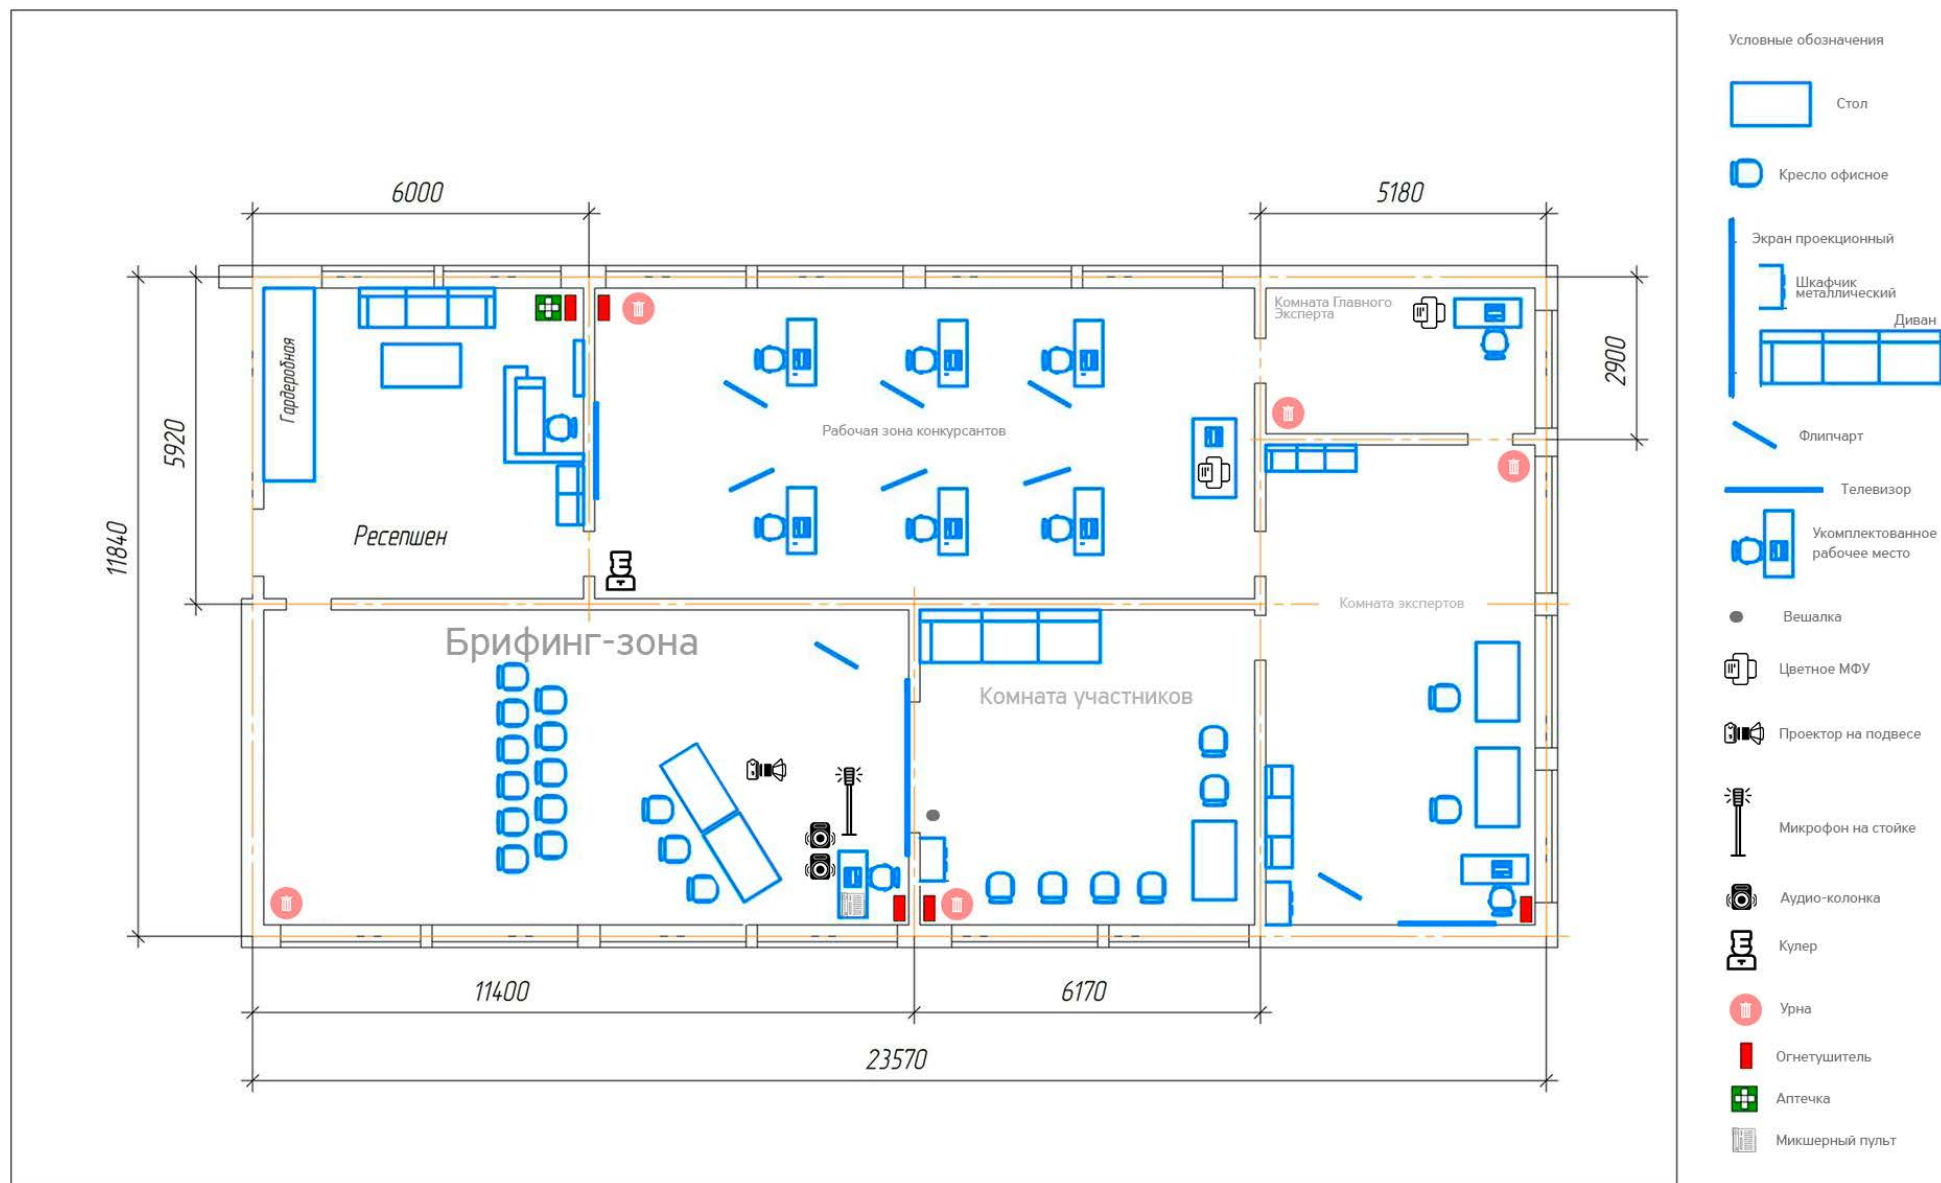 Условные обозначения
Стол
Кресло офисное
Экран проекционный
Шкафчик
металлический
Диван
Флипчарт
Телевизор
Укомплектованное
рабочее место
Вешалка
Цветное МФУ
Проектор на подвесе
Микрофон на стойке
Аудио-колонка
Кулер
Урна
Огнетушитель
Аптечка
Микшерный пульт
6000
5180
11840
5920
2900
Гардеробная
Ресепшен
Рабочая зона конкурсантов
Комната Главного
Эксперта
Комната экспертов
Брифинг-зона
Комната участников
11400
6170
23570